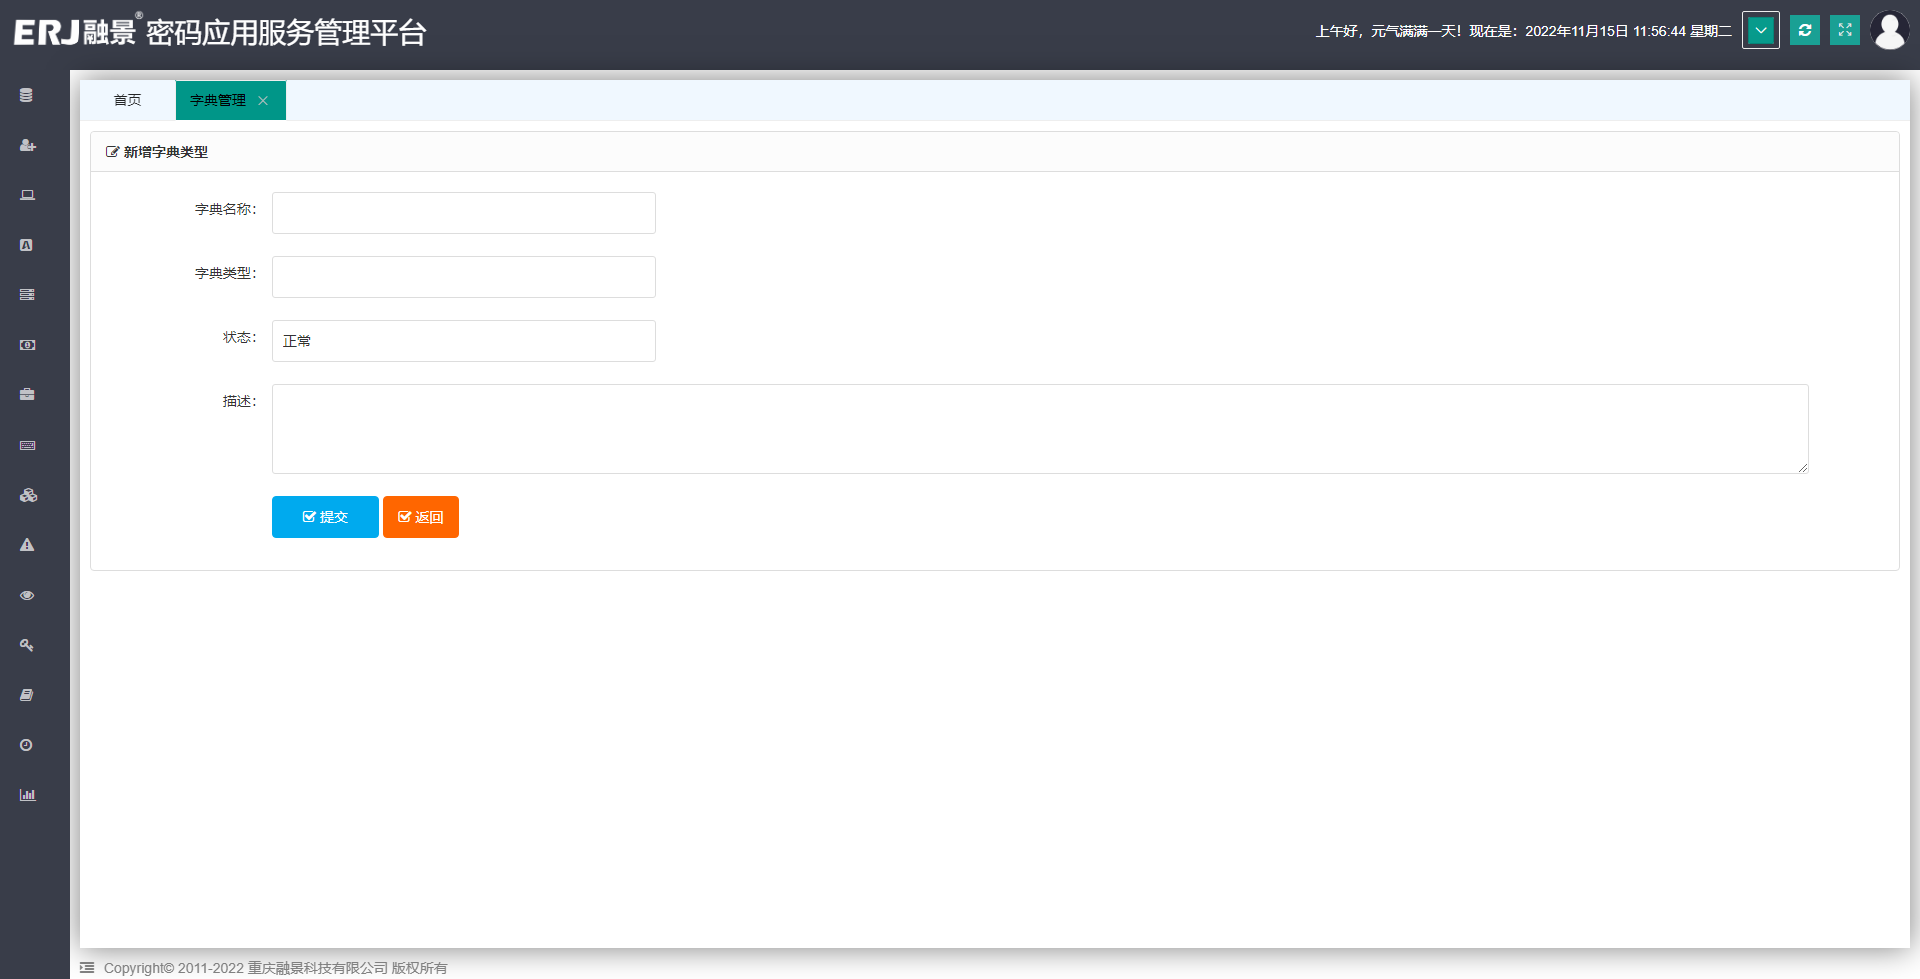 ERJ融景® 密码应用服务管理平台
上午好，元气满满一天！现在是：2022年11月15日 11:56:44 星期二
首页
字典管理
新增字典类型
字典名称：
字典类型：
状态：
正常
描述：
提交
返回
Copyright© 2011-2022 重庆融景科技有限公司 版权所有